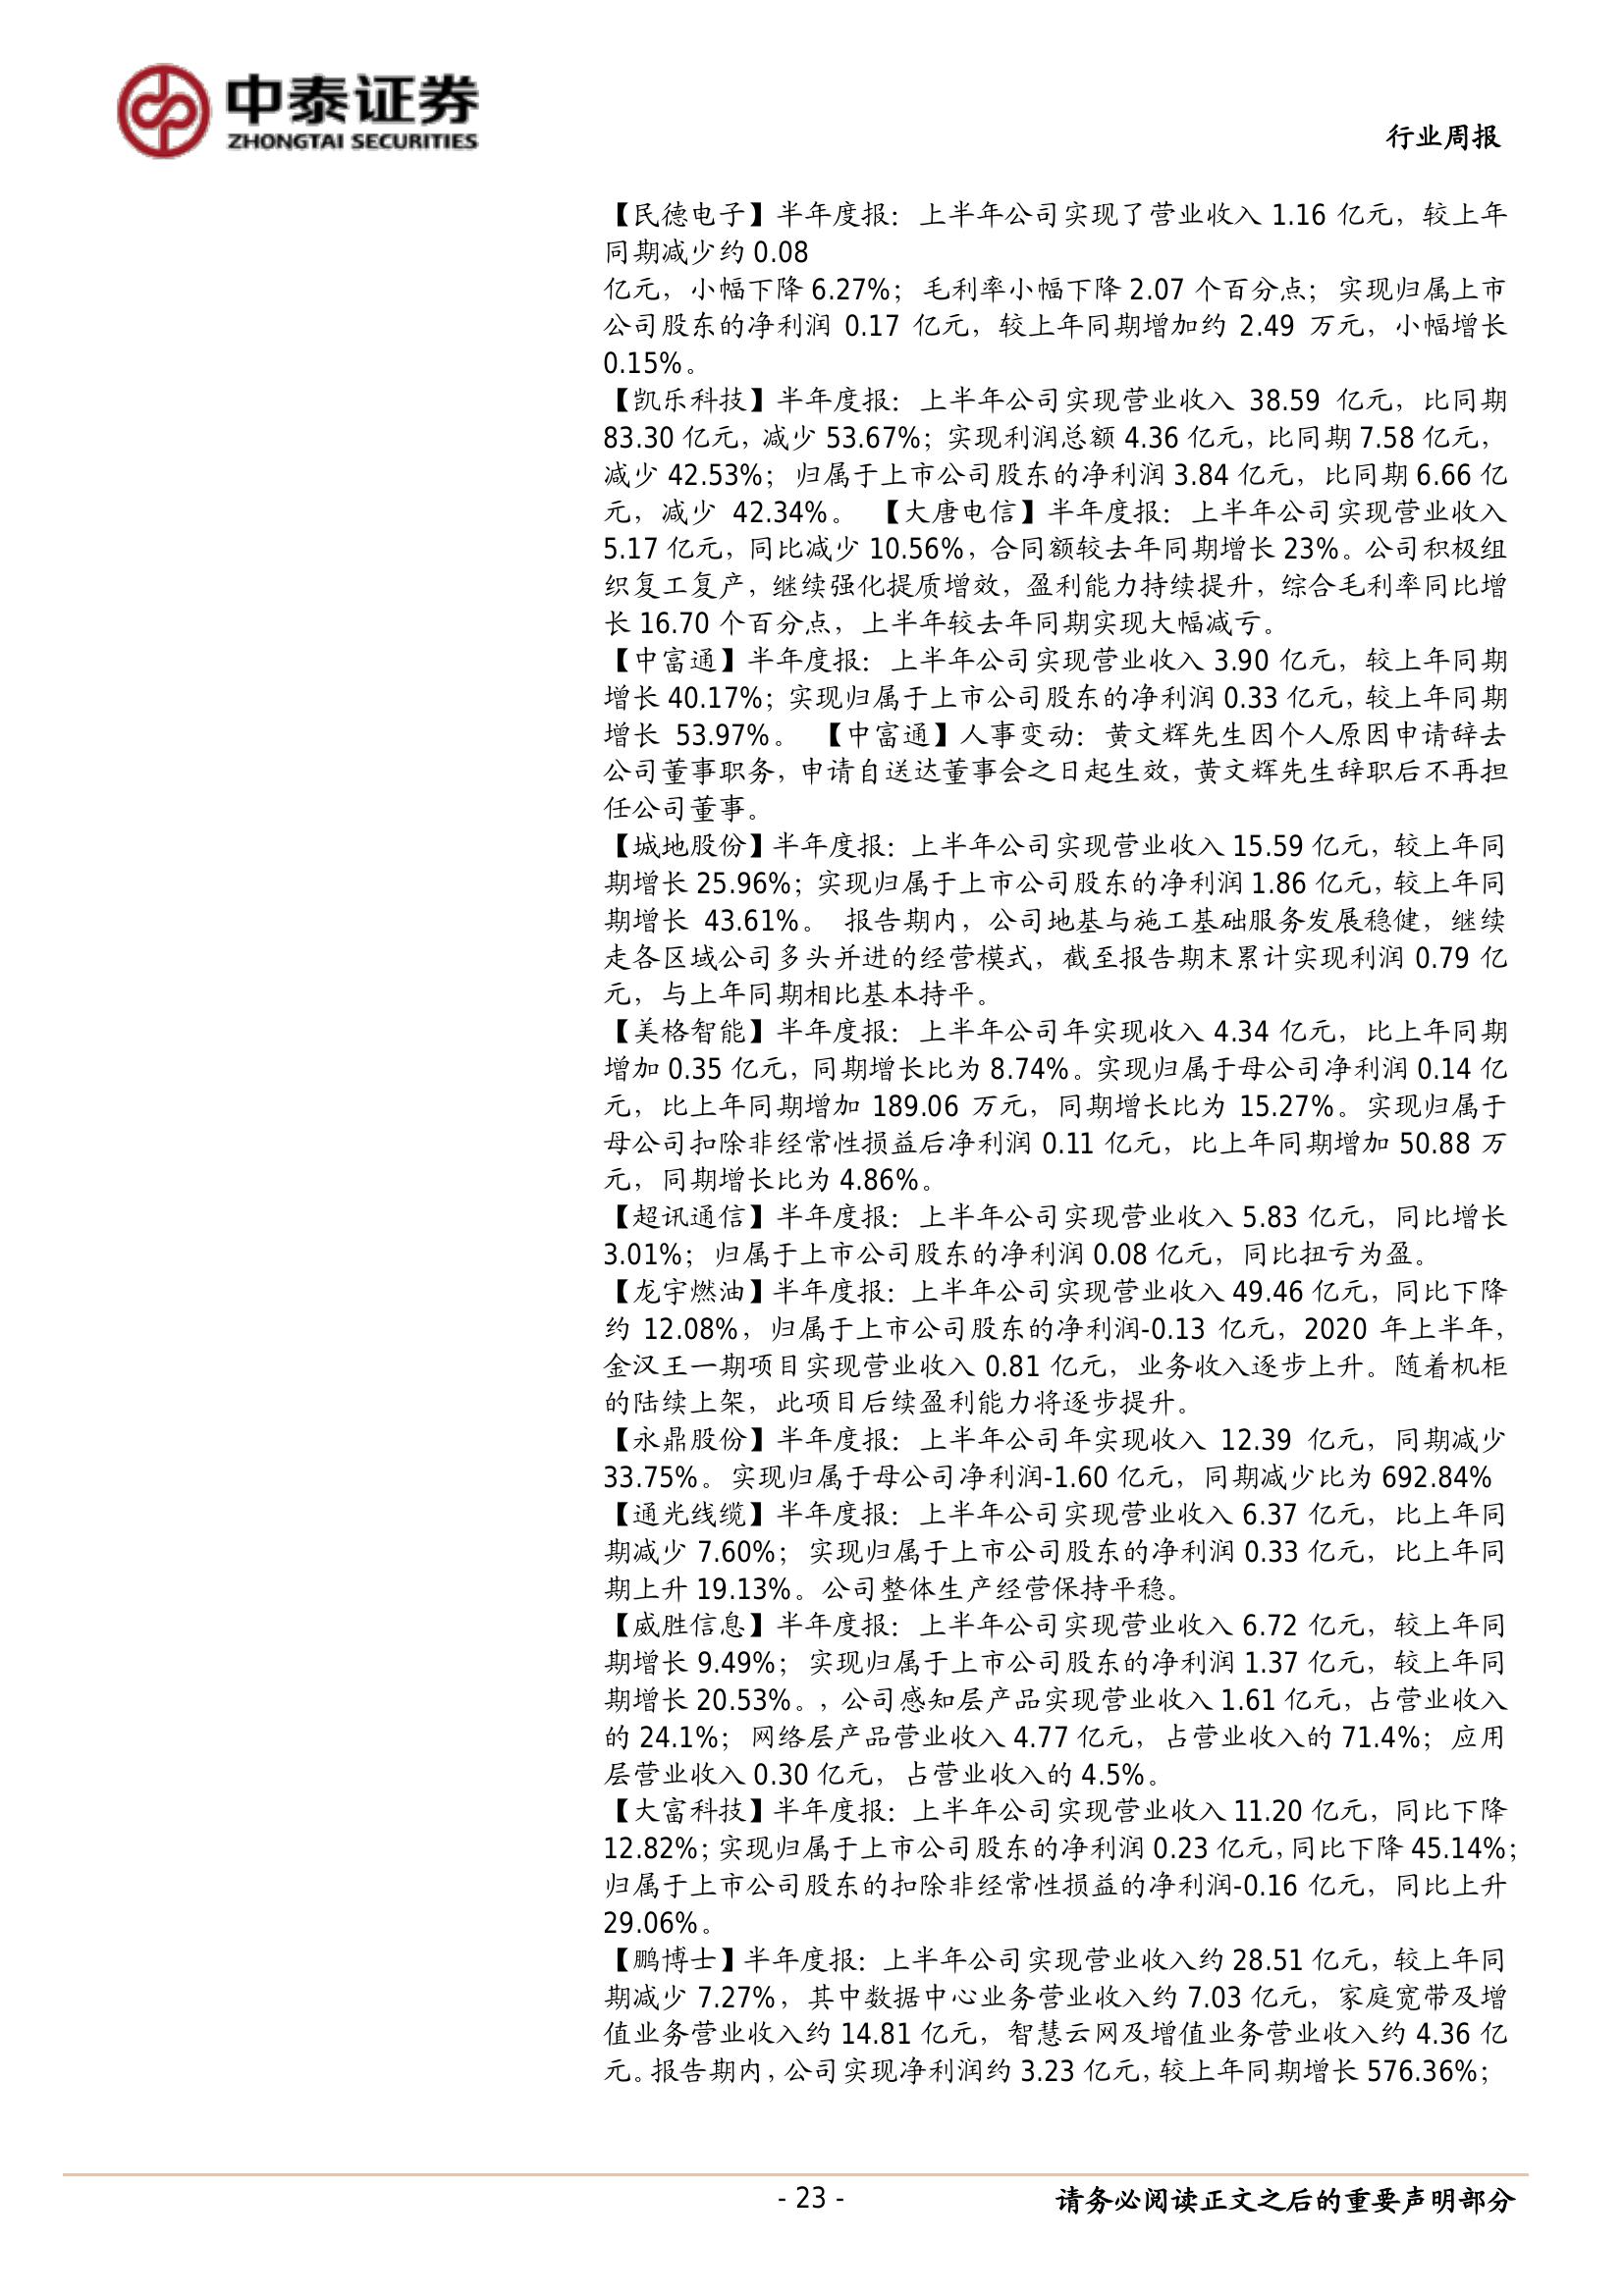 中泰证券
ZHONGTAI SECURITIES
行业周报
【民德电子】半年度报：上半年公司实现了营业收入 1.16 亿元，较上年
同期减少约 0.08
亿元，小幅下降 6.27%；毛利率小幅下降 2.07 个百分点；实现归属上市
公司股东的净利润 0.17 亿元，较上年同期增加约 2.49 万元，小幅增长
0.15%。
【凯乐科技】半年度报：上半年公司实现营业收入 38.59 亿元，比同期
83.30 亿元，减少 53.67%；实现利润总额 4.36 亿元，比同期 7.58 亿元，
减少 42.53%；归属于上市公司股东的净利润 3.84 亿元，比同期 6.66 亿
元，减少 42.34%。 【大唐电信】半年度报：上半年公司实现营业收入
5.17 亿元，同比减少 10.56%，合同额较去年同期增长 23%。公司积极组
织复工复产，继续强化提质增效，盈利能力持续提升，综合毛利率同比增
长 16.70 个百分点，上半年较去年同期实现大幅减亏。
【中富通】半年度报：上半年公司实现营业收入 3.90 亿元，较上年同期
增长 40.17%；实现归属于上市公司股东的净利润 0.33 亿元，较上年同期
增长 53.97%。 【中富通】人事变动：黄文辉先生因个人原因申请辞去
公司董事职务，申请自送达董事会之日起生效，黄文辉先生辞职后不再担
任公司董事。
【城地股份】半年度报：上半年公司实现营业收入 15.59 亿元，较上年同
期增长 25.96%；实现归属于上市公司股东的净利润 1.86 亿元，较上年同
期增长 43.61%。 报告期内，公司地基与施工基础服务发展稳健，继续
走各区域公司多头并进的经营模式，截至报告期末累计实现利润 0.79 亿
元，与上年同期相比基本持平。
【美格智能】半年度报：上半年公司年实现收入 4.34 亿元，比上年同期
增加 0.35 亿元，同期增长比为 8.74%。实现归属于母公司净利润 0.14 亿
元，比上年同期增加 189.06 万元，同期增长比为 15.27%。实现归属于
母公司扣除非经常性损益后净利润 0.11 亿元，比上年同期增加 50.88 万
元，同期增长比为 4.86%。
【超讯通信】半年度报：上半年公司实现营业收入 5.83 亿元，同比增长
3.01%；归属于上市公司股东的净利润 0.08 亿元，同比扭亏为盈。
【龙宇燃油】半年度报：上半年公司实现营业收入 49.46 亿元，同比下降
约 12.08%，归属于上市公司股东的净利润-0.13 亿元，2020 年上半年，
金汉王一期项目实现营业收入 0.81 亿元，业务收入逐步上升。随着机柜
的陆续上架，此项目后续盈利能力将逐步提升。
【永鼎股份】半年度报：上半年公司年实现收入 12.39 亿元，同期减少
33.75%。实现归属于母公司净利润-1.60 亿元，同期减少比为 692.84%
【通光线缆】半年度报：上半年公司实现营业收入 6.37 亿元，比上年同
期减少 7.60%；实现归属于上市公司股东的净利润 0.33 亿元，比上年同
期上升 19.13%。公司整体生产经营保持平稳。
【威胜信息】半年度报：上半年公司实现营业收入 6.72 亿元，较上年同
期增长 9.49%；实现归属于上市公司股东的净利润 1.37 亿元，较上年同
期增长 20.53%。，公司感知层产品实现营业收入 1.61 亿元，占营业收入
的 24.1%；网络层产品营业收入 4.77 亿元，占营业收入的 71.4%；应用
层营业收入 0.30 亿元，占营业收入的 4.5%。
【大富科技】半年度报：上半年公司实现营业收入 11.20 亿元，同比下降
12.82%；实现归属于上市公司股东的净利润 0.23 亿元，同比下降 45.14%；
归属于上市公司股东的扣除非经常性损益的净利润-0.16 亿元，同比上升
29.06%。
【鹏博士】半年度报：上半年公司实现营业收入约 28.51 亿元，较上年同
期减少 7.27%，其中数据中心业务营业收入约 7.03 亿元，家庭宽带及增
值业务营业收入约 14.81 亿元，智慧云网及增值业务营业收入约 4.36 亿
元。报告期内，公司实现净利润约 3.23 亿元，较上年同期增长 576.36%；
- 23 -
请务必阅读正文之后的重要声明部分